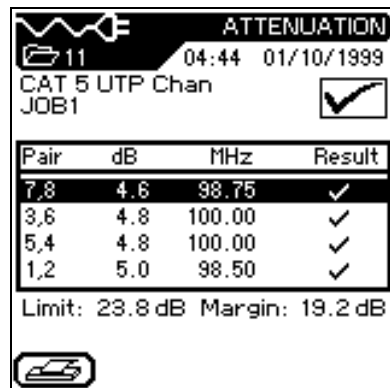 ATTENUATION
11 04:44 01/10/1999
CAT 5 UTP Chan
JOB1
Pair dB MHz Result
7,8 4.6 98.75
3,6 4.8 100.00
5,4 4.8 100.00
1,2 5.0 98.50
Limit: 23.8 dB Margin: 19.2 dB